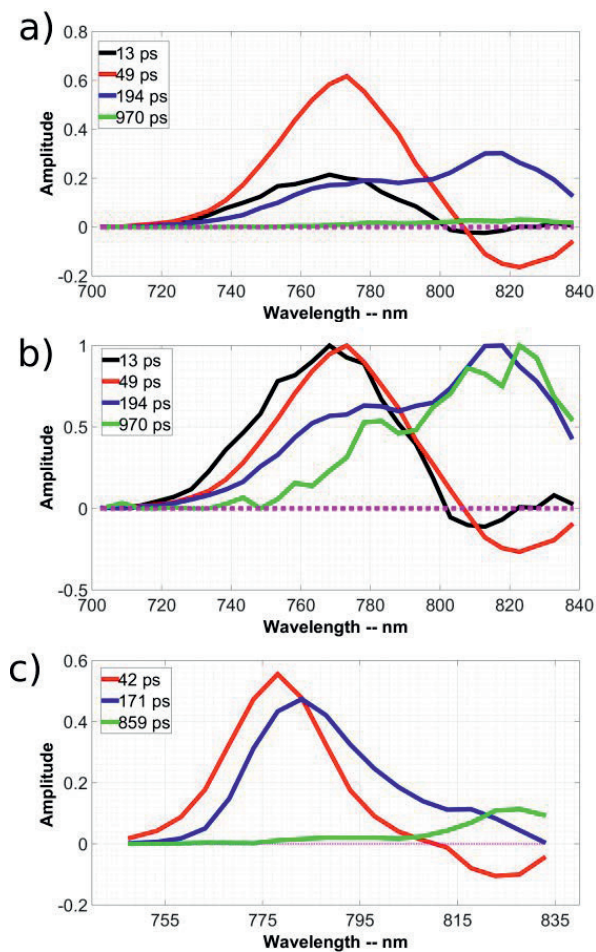 a)
0.8
13 ps
49 ps
194 ps
970 ps
0.6
0.4
0.2
0
-0.2
Amplitude
700 720 740 760 780 800 820 840
Wavelength -- nm
b)
1
13 ps
49 ps
194 ps
970 ps
0.5
0
-0.5
Amplitude
700 720 740 760 780 800 820 840
Wavelength -- nm
c)
0.6
42 ps
171 ps
859 ps
0.4
0.2
0
-0.2
Amplitude
755 775 795 815 835
Wavelength -- nm